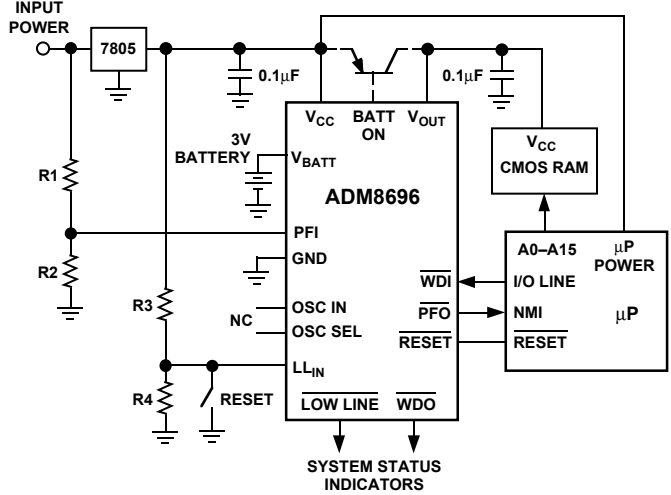 INPUT
POWER
7805
0.1μF
0.1μF
VCC
BATT
ON
VOUT
3V
BATTERY
VBATT
VCC
CMOS RAM
R1
ADM8696
PFI
A0–A15
μP
POWER
R2
GND
WDI
I/O LINE
R3
OSC IN
NC
OSC SEL
PFO
NMI
μP
RESET
RESET
LLIN
R4
RESET
LOW LINE
WDO
SYSTEM STATUS
INDICATORS